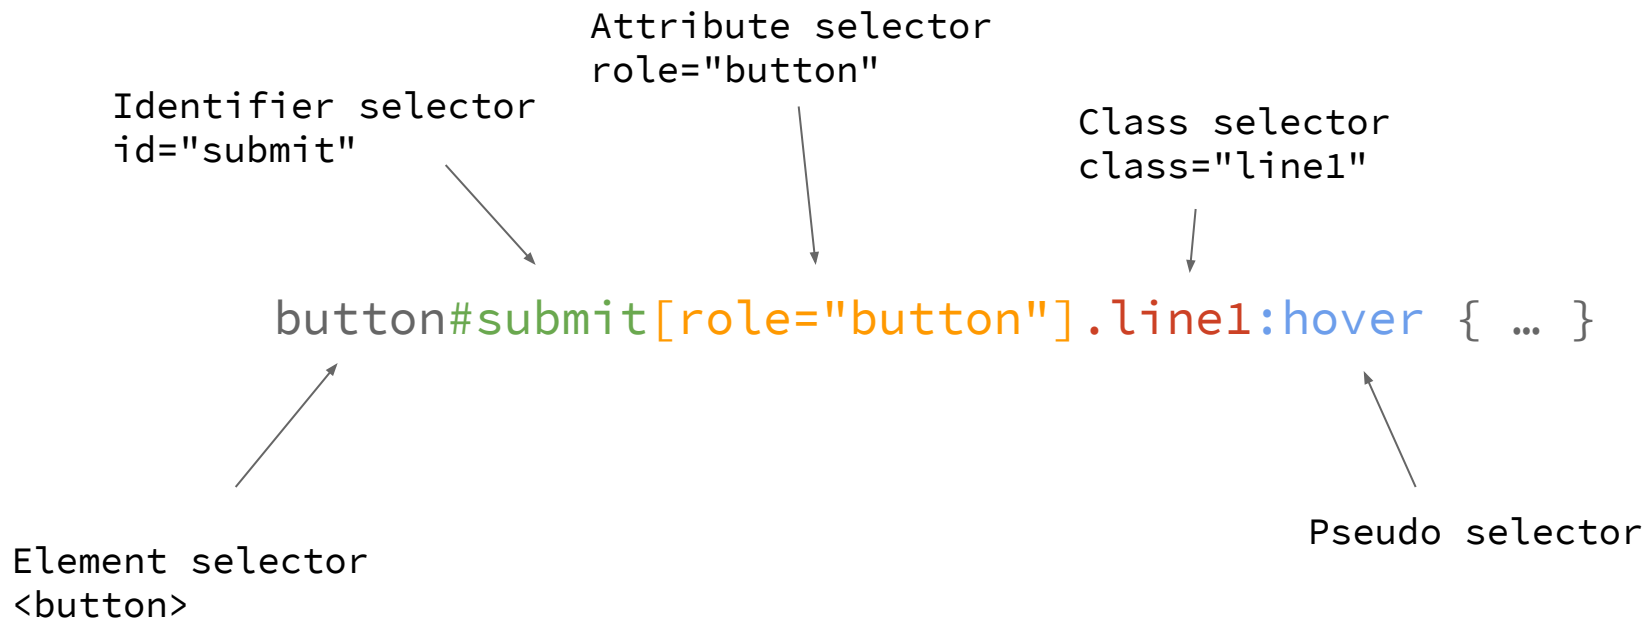 Attribute selector
role="button"
Identifier selector
id="submit"
Class selector
class="line1"
button#submit[role="button"].line1:hover { … }
Pseudo selector
Element selector
<button>